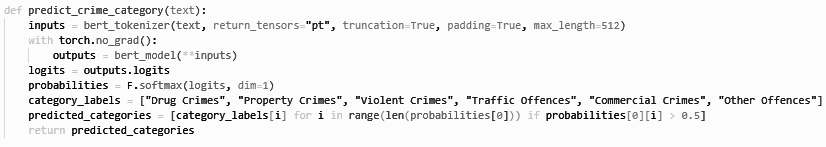 def predict_crime_category(text):
    inputs = bert_tokenizer(text, return_tensors="pt", truncation=True, padding=True, max_length=512)
    with torch.no_grad():
        outputs = bert_model(**inputs)
    logits = outputs.logits
    probabilities = F.softmax(logits, dim=1)
    category_labels = ["Drug Crimes", "Property Crimes", "Violent Crimes", "Traffic Offences", "Commercial Crimes", "Other Offences"]
    predicted_categories = [category_labels[i] for i in range(len(probabilities[0])) if probabilities[0][i] > 0.5]
    return predicted_categories